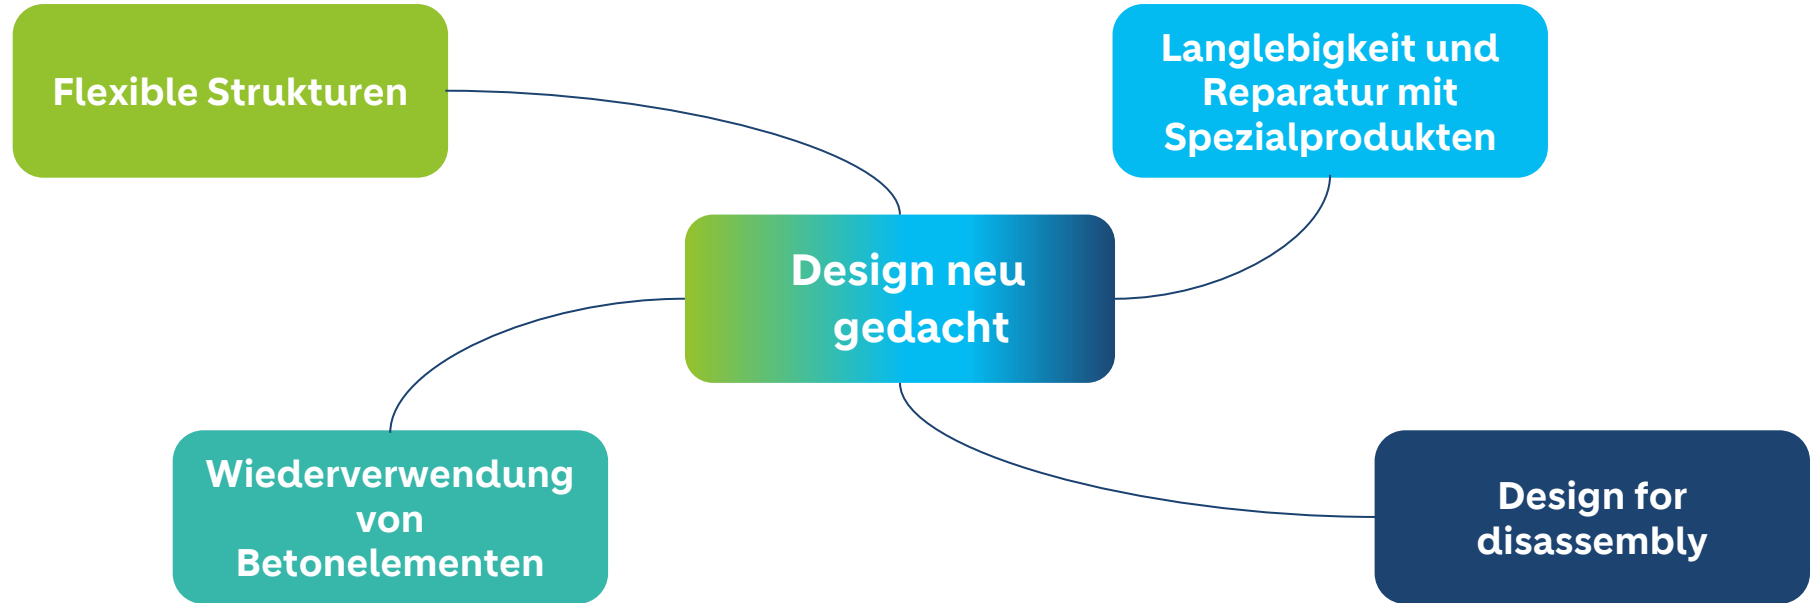 Flexible Strukturen
Langlebigkeit und
Reparatur mit
Spezialprodukten
Design neu
gedacht
Wiederverwendung
von
Betonelementen
Design for
disassembly